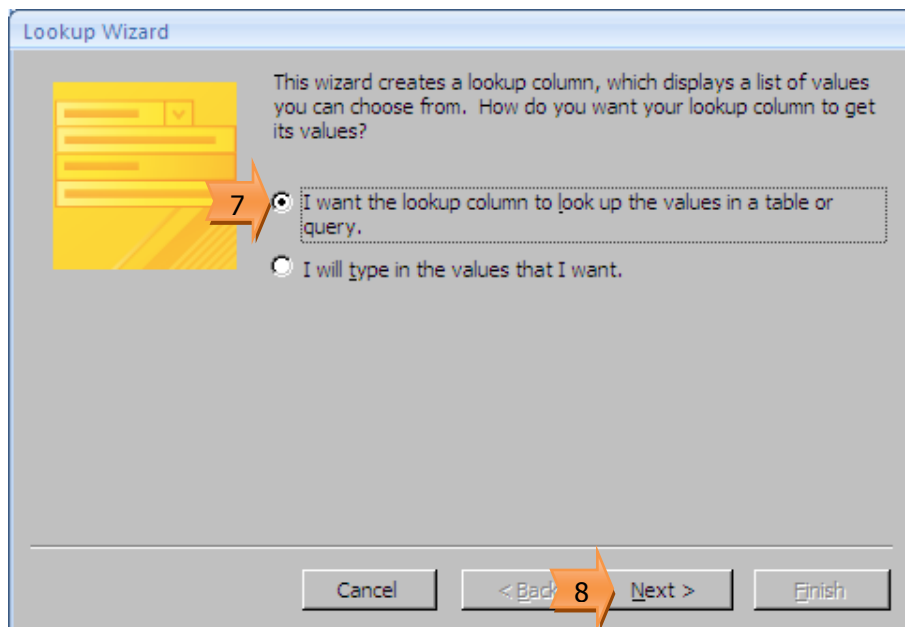 Lookup Wizard
This wizard creates a lookup column, which displays a list of values
you can choose from. How do you want your lookup column to get
its values?
7
I want the lookup column to look up the values in a table or
query.
I will type in the values that I want.
Cancel
< Back
8
Next >
Finish